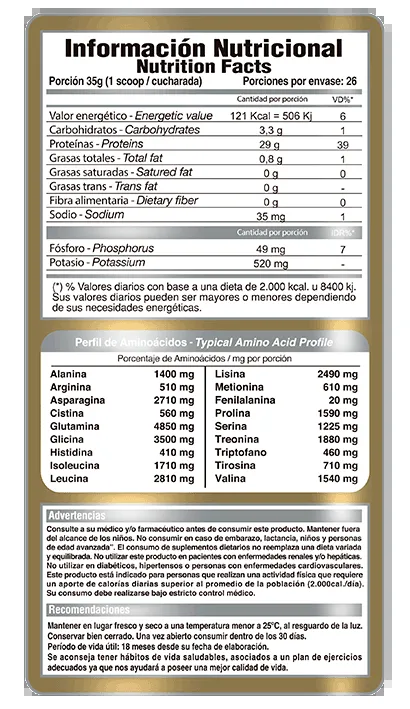 Información Nutricional
Nutrition Facts
Porción 35g (1 scoop / cucharada) Porciones por envase: 26
Cantidad por porción VD%*
Valor energético - Energetic value 121 Kcal = 506 Kj 6
Carbohidratos - Carbohydrates 3,3 g 1
Proteínas - Proteins 29 g 39
Grasas totales - Total fat 0,8 g 1
Grasas saturadas - Satured fat 0 g 0
Grasas trans - Trans fat 0 g -
Fibra alimentaria - Dietary fiber 0 g 0
Sodio - Sodium 35 mg 1
Cantidad por porción IDR%*
Fósforo - Phosphorus 49 mg 7
Potasio - Potassium 520 mg -
(*) % Valores diarios con base a una dieta de 2.000 kcal. u 8400 kj.
Sus valores diarios pueden ser mayores o menores dependiendo
de sus necesidades energéticas.
Perfil de Aminoácidos - Typical Amino Acid Profile
Porcentaje de Aminoácidos / mg por porción
Alanina 1400 mg Lisina 2490 mg
Arginina 510 mg Metionina 610 mg
Asparagina 2710 mg Fenilalanina 20 mg
Cistina 560 mg Prolina 1590 mg
Glutamina 4850 mg Serina 1225 mg
Glicina 3500 mg Treonina 1880 mg
Histidina 410 mg Triptofano 460 mg
Isoleucina 1710 mg Tirosina 710 mg
Leucina 2810 mg Valina 1540 mg
Advertencias
Consulte a su médico y/o farmacéutico antes de consumir este producto. Mantener fuera
del alcance de los niños. No consumir en caso de embarazo, lactancia, niños y personas
de edad avanzada". El consumo de suplementos dietarios no reemplaza una dieta variada
y equilibrada. No utilizar este producto en pacientes con enfermedades renales y/o hepáticas.
No utilizar en diabéticos, hipertensos o personas con enfermedades cardiovasculares.
Este producto está indicado para personas que realizan una actividad física que requiere
un aporte de calorías diarias superior al promedio de la población (2.000cal./día).
Su consumo debe realizarse bajo estricto control médico.
Recomendaciones
Mantener en lugar fresco y seco a una temperatura menor a 25ºC, al resguardo de la luz.
Conservar bien cerrado. Una vez abierto consumir dentro de los 30 días.
Período de vida útil: 18 meses desde su fecha de elaboración.
Se aconseja tener hábitos de vida saludables, asociados a un plan de ejercicios
adecuados ya que nos ayudará a poseer una mejor calidad de vida.